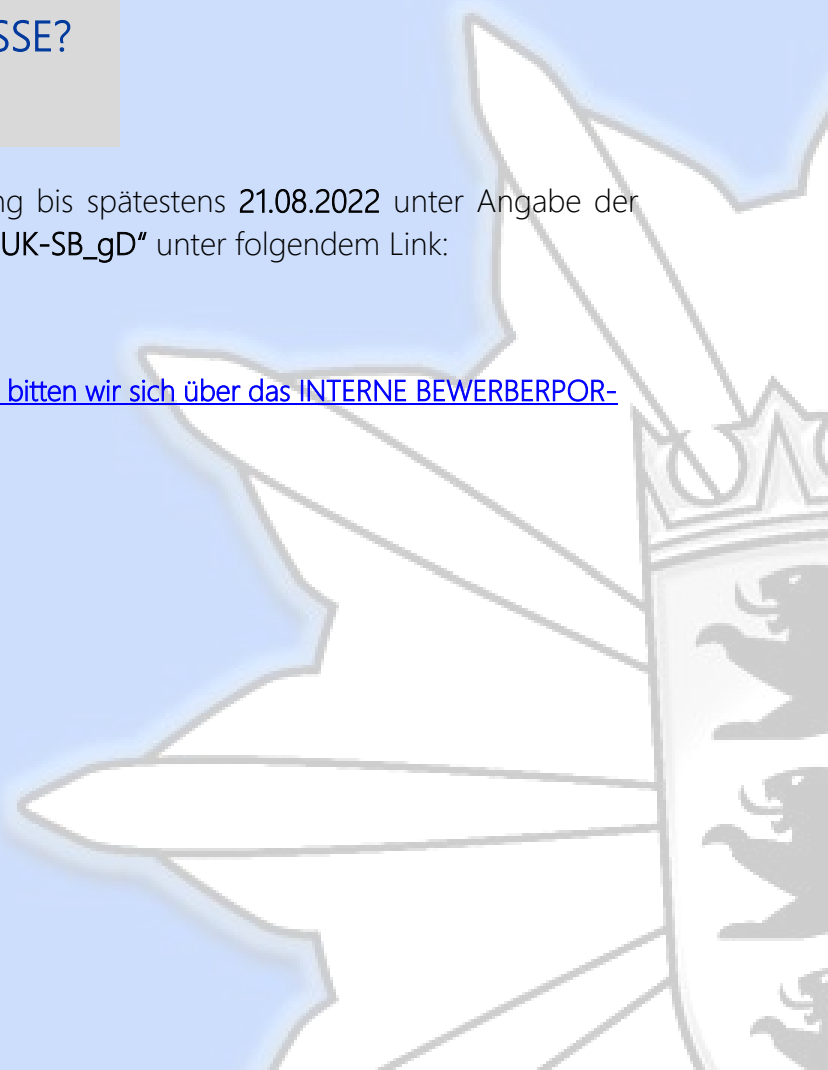 SSE?
ng bis spätestens 21.08.2022 unter Angabe der
UK-SB_gD“ unter folgendem Link:
bitten wir sich über das INTERNE BEWERBERPOR-